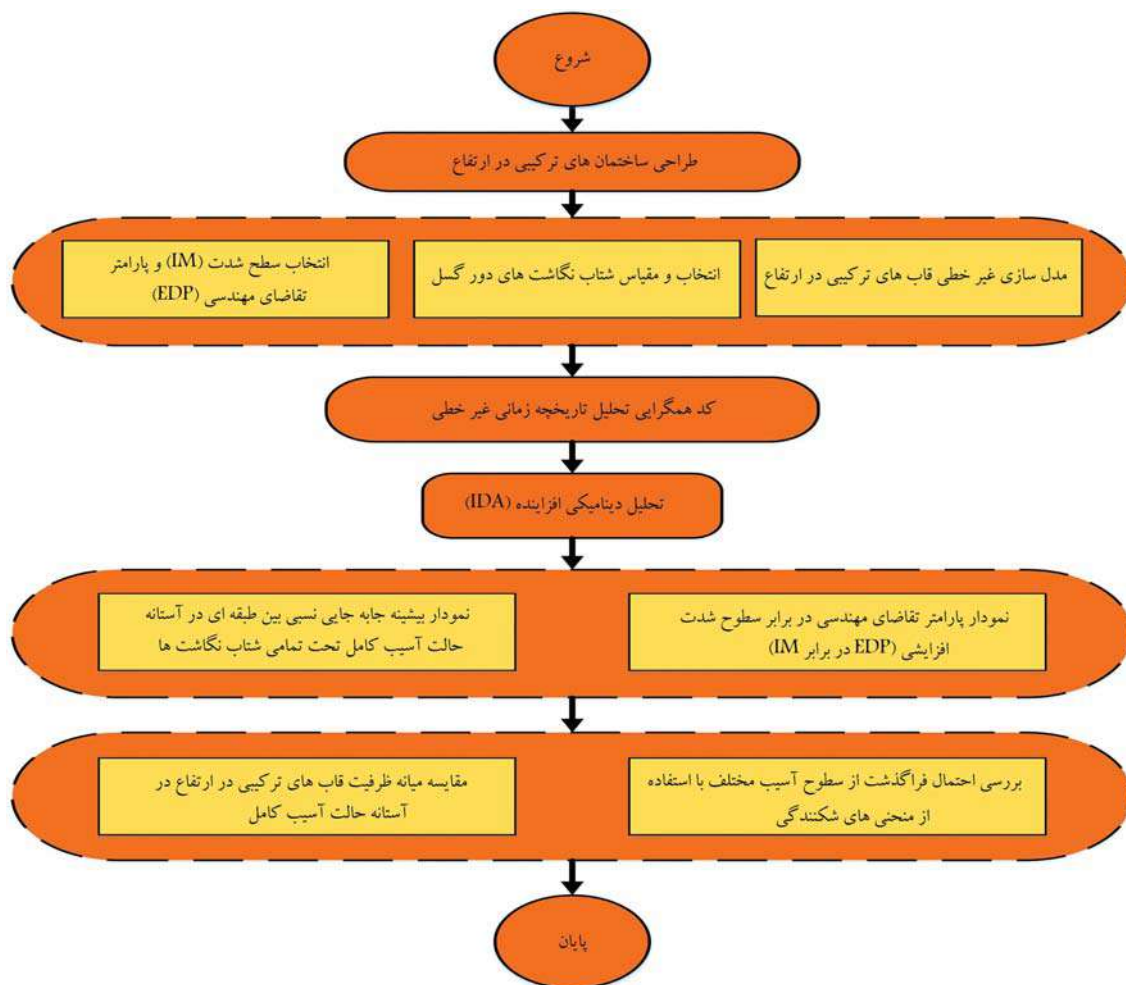 شروع
طراحی ساختمان های ترکیبی در ارتفاع
مدل سازی غیر خطی قاب های ترکیبی در ارتفاع
انتخاب و مقیاس شتاب نگاشت های دور گسل
انتخاب سطح شدت (IM) و پارامتر
تقاضای مهندسی (EDP)
کد همگرایی تحلیل تاریخچه زمانی غیر خطی
تحلیل دینامیکی افزاینده (IDA)
نمودار پارامتر تقاضای مهندسی در برابر سطوح شدت
افزایشی (EDP در برابر IM)
نمودار بیشینه جابه جایی نسبی بین طبقه ای در آستانه
حالت آسیب کامل تحت تمامی شتاب نگاشت ها
بررسی احتمال فراگذشت از سطوح آسیب مختلف با استفاده
از منحنی های شکنندگی
مقایسه میانه ظرفیت قاب های ترکیبی در ارتفاع در
آستانه حالت آسیب کامل
پایان